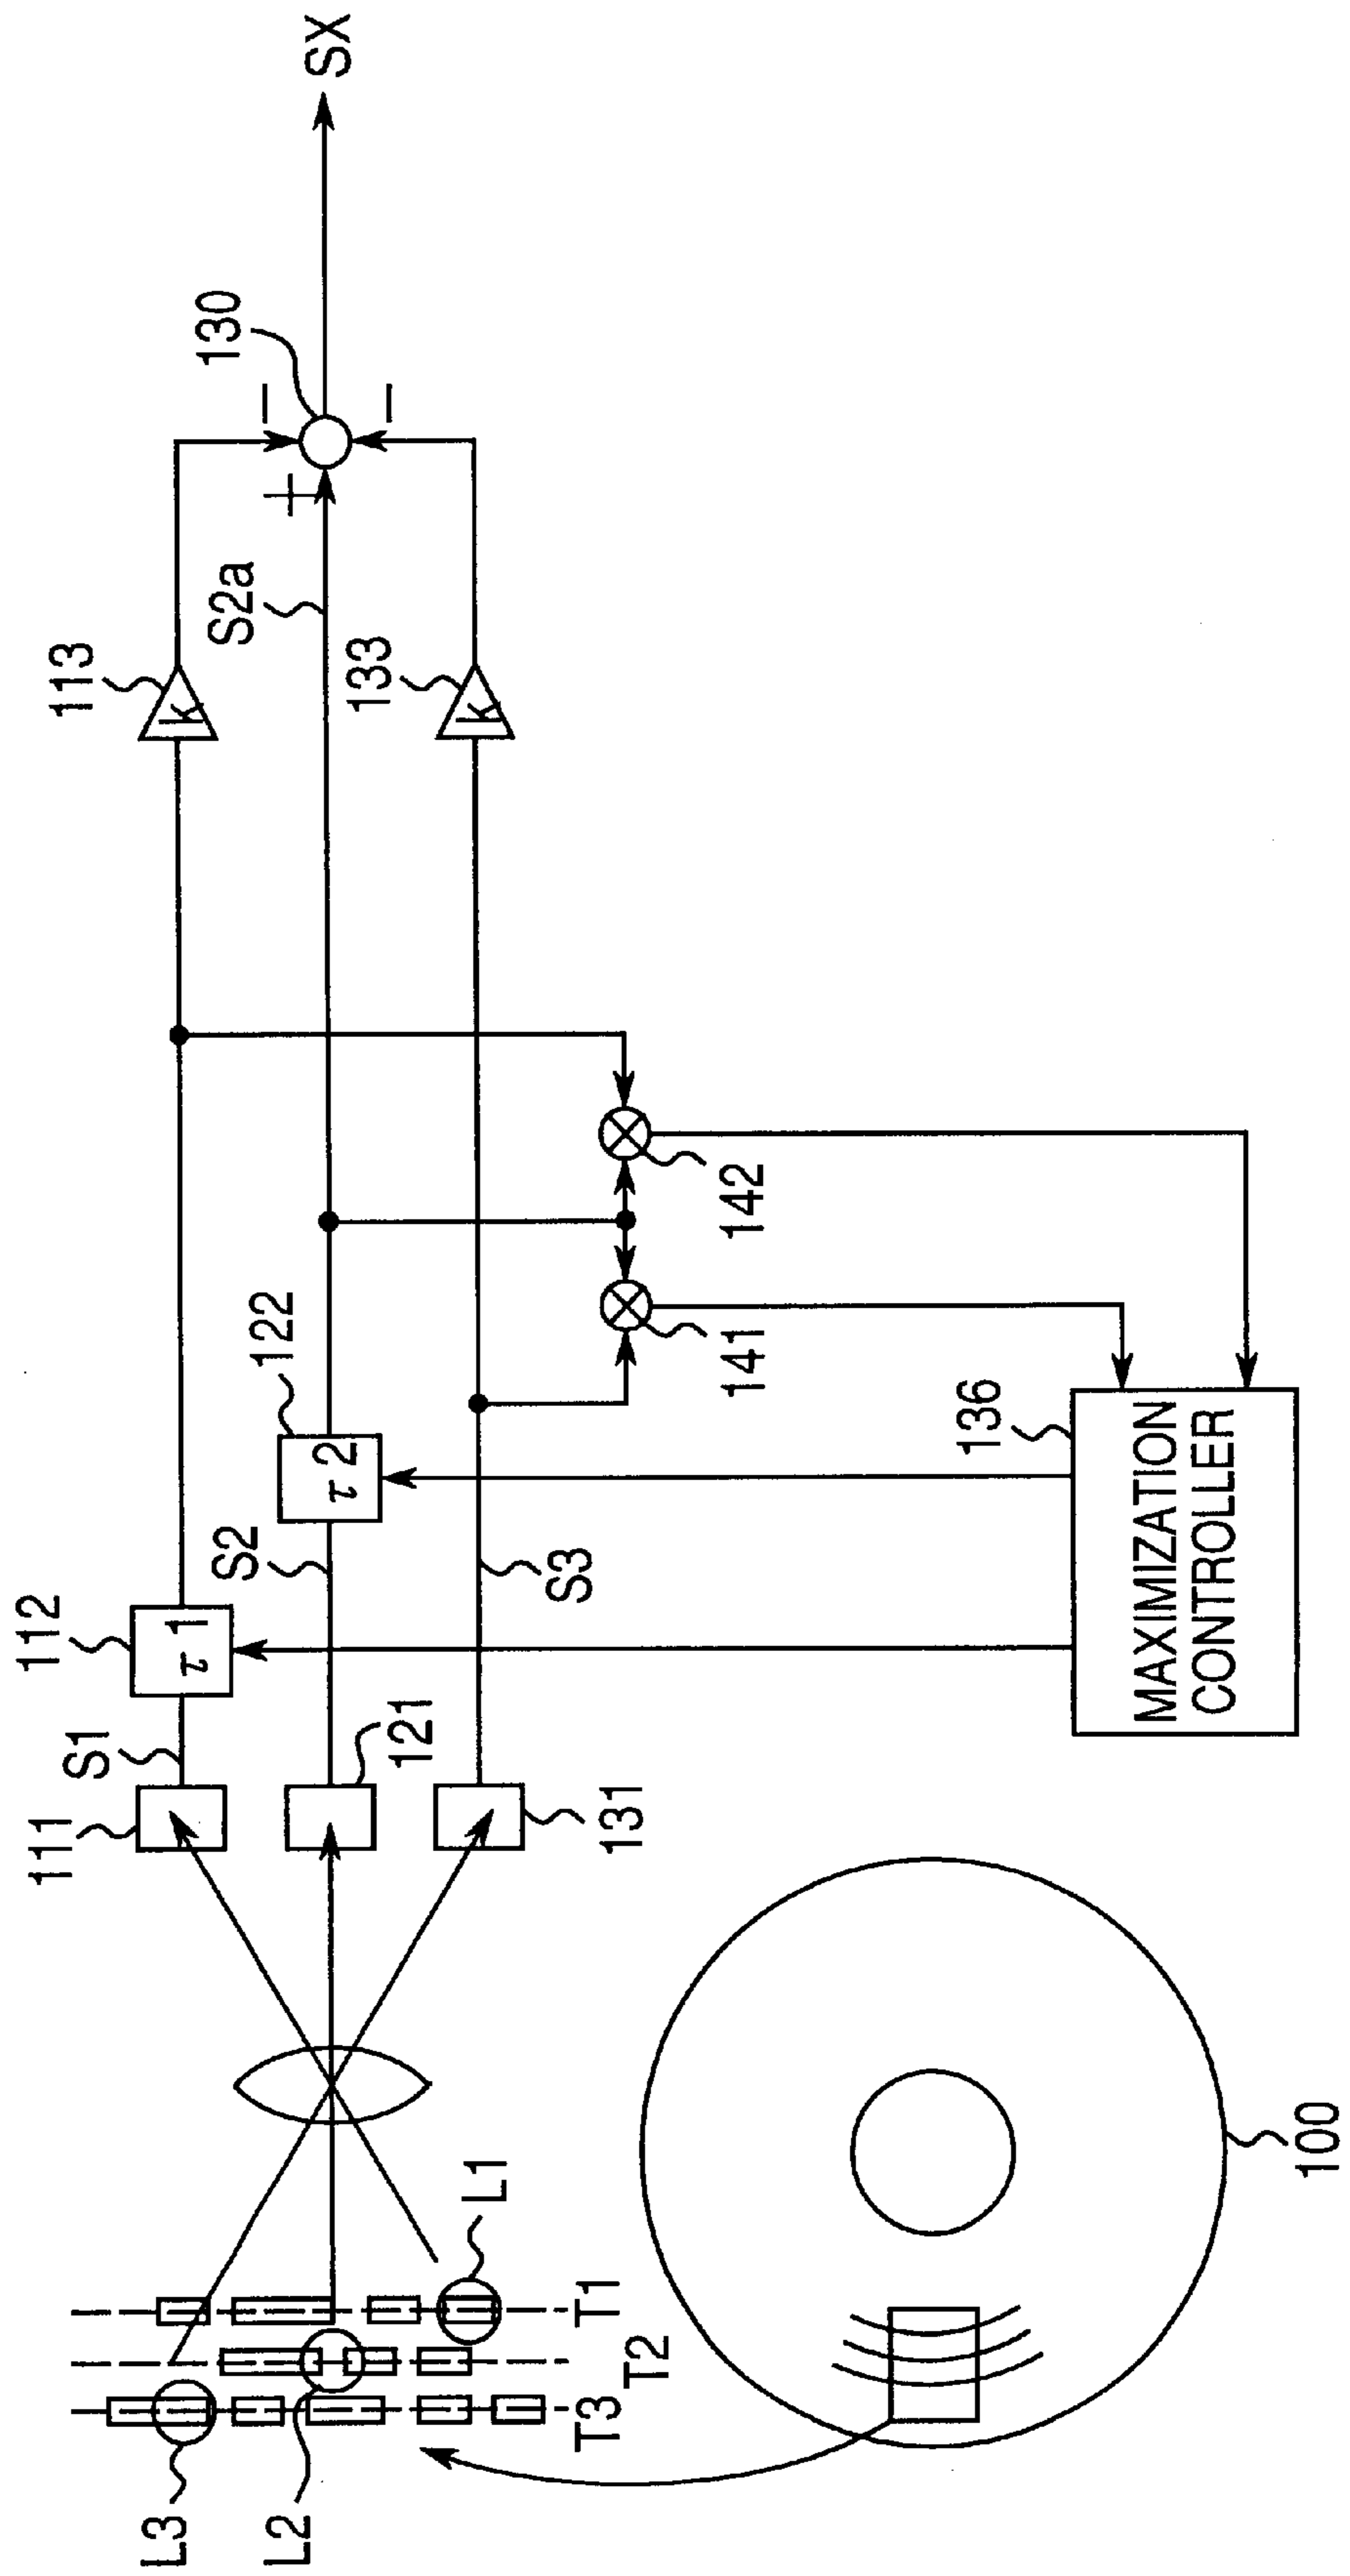 SX
130
S2a
113
k
133
k
142
141
122
τ 2
136
MAXIMIZATION
CONTROLLER
S2
S3
112
τ 1
S1
121
111
131
L1
T1
T2
T3
L3
L2
100